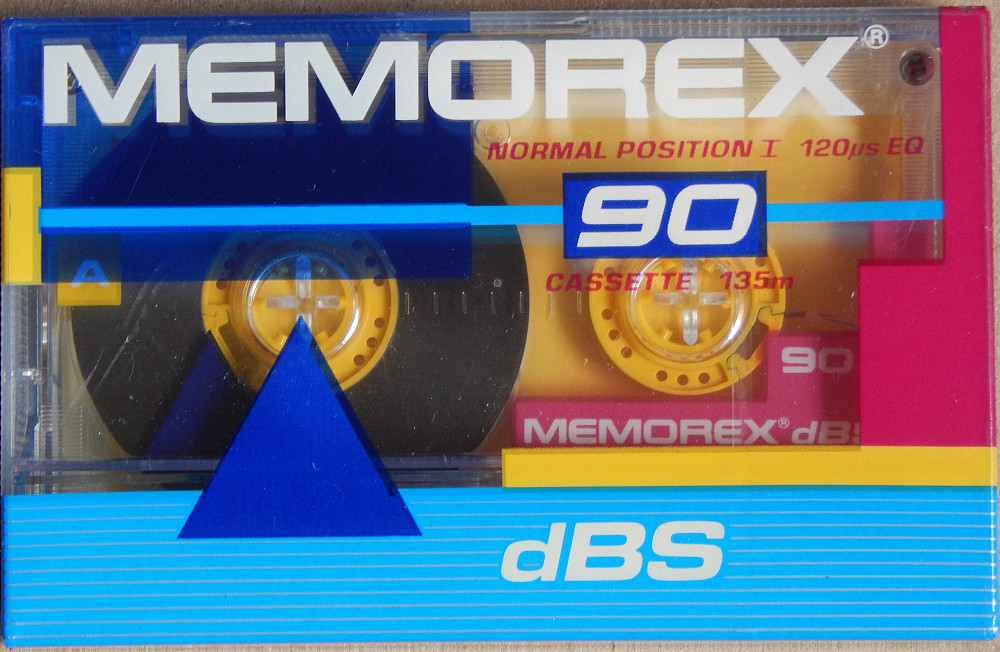 MEMOREX®
NORMAL POSITION I 120µs EQ
90
A
CASSETTE 135m
90
MEMOREX® dBS
dBS